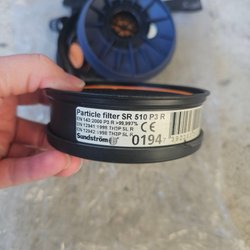 Particle filter SR 510 P3 R
EN 143:2000 P3 R >99,997%
EN 12941:1998 TH3P SL R
EN 12942:1998 TM3P SL R
Sundström
CE
0194